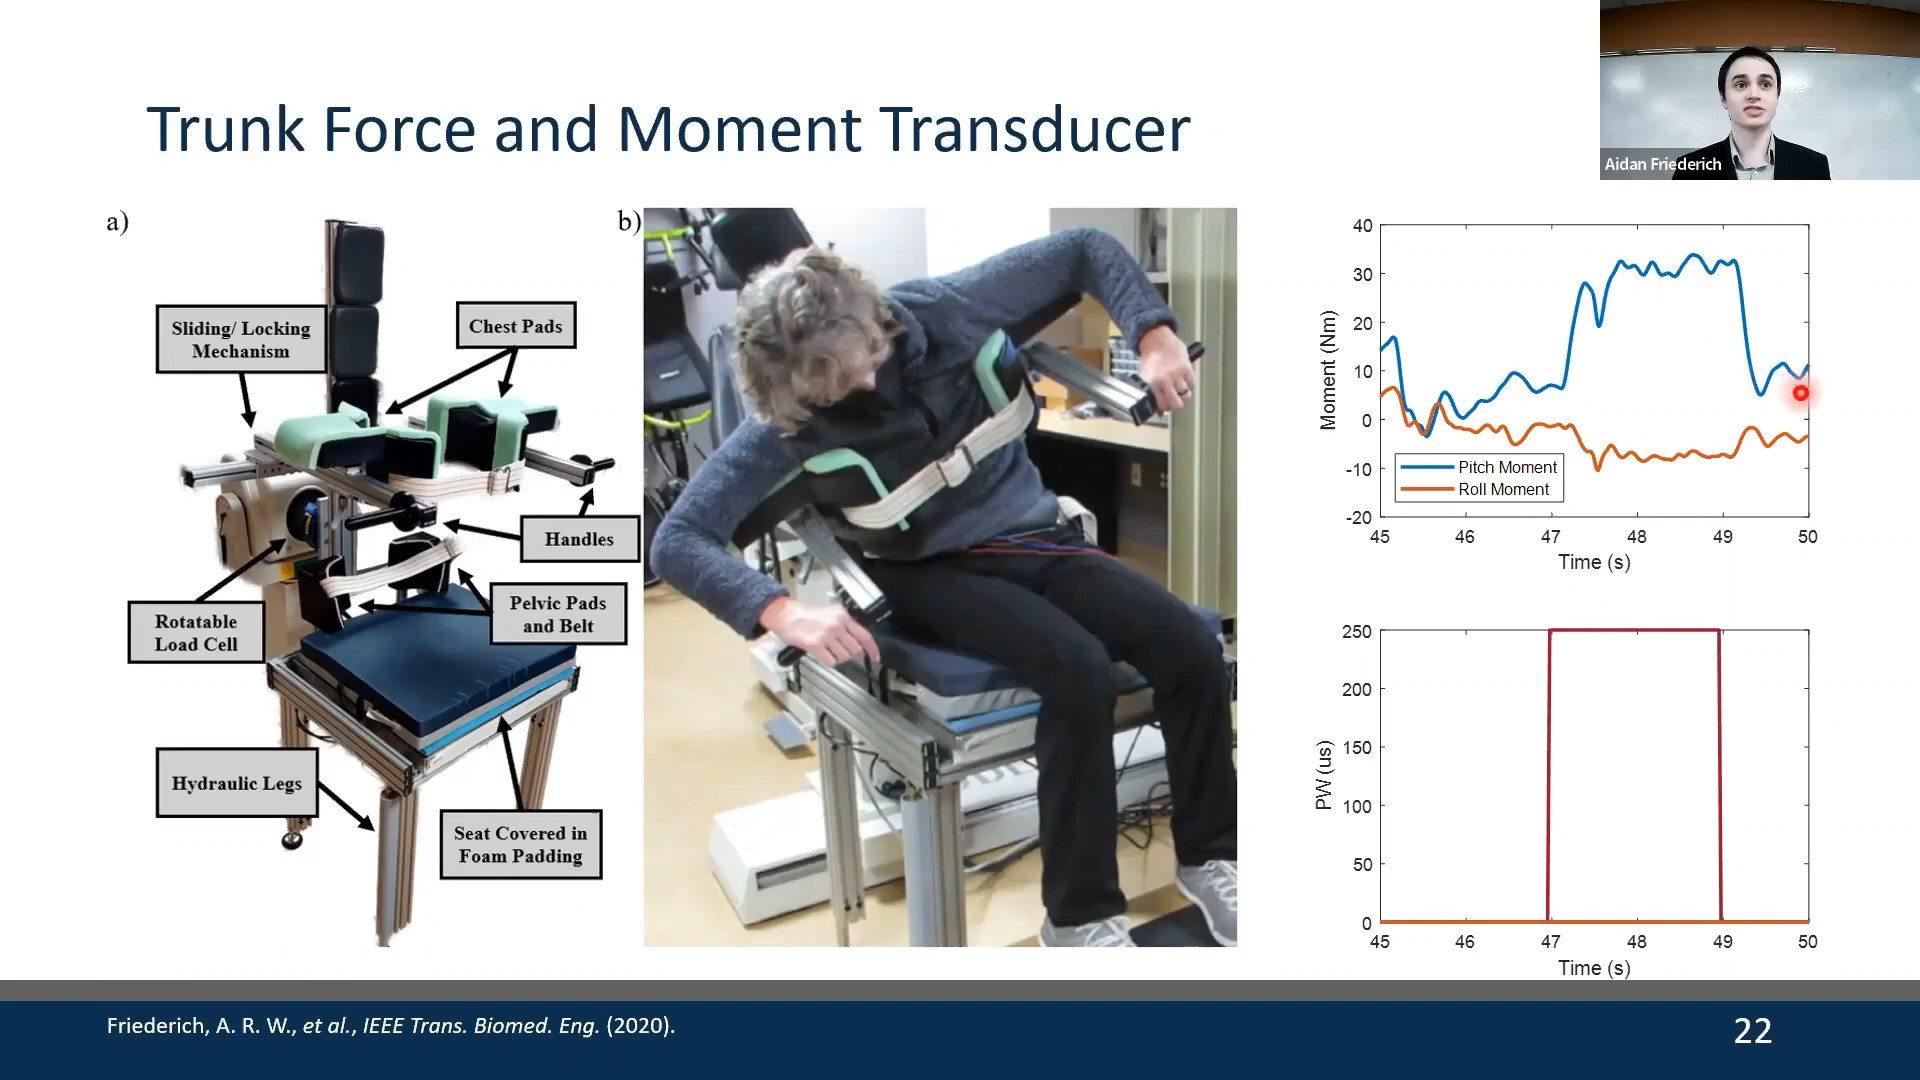 Trunk Force and Moment Transducer
Aidan Friederich
a)
Sliding/ Locking
Mechanism
Chest Pads
Handles
Rotatable
Load Cell
Pelvic Pads
and Belt
Hydraulic Legs
Seat Covered in
Foam Padding
b)
40
30
20
10
0
-10
-20
Moment (Nm)
Pitch Moment
Roll Moment
45 46 47 48 49 50
Time (s)
250
200
150
100
50
0
PW (us)
45 46 47 48 49 50
Time (s)
Friederich, A. R. W., et al., IEEE Trans. Biomed. Eng. (2020).
22